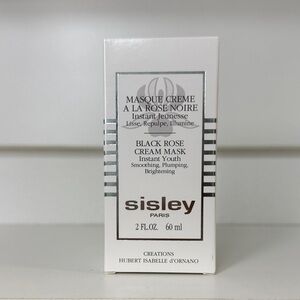 MASQUE CREME
A LA ROSE NOIRE
Instant Jeunesse
Lisse, Repulpe, Illumine
BLACK ROSE
CREAM MASK
Instant Youth
Smoothing, Plumping,
Brightening
sisley
PARIS
2 FL.OZ. 60 ml
CREATIONS
HUBERT ISABELLE d'ORNANO